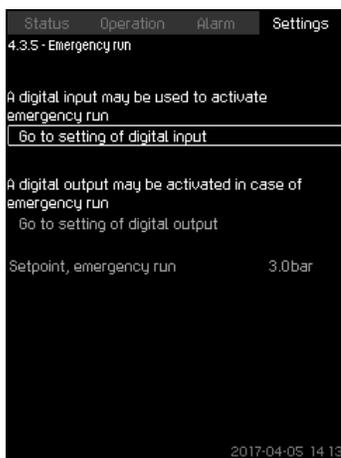 Status Operation Alarm Settings
4.3.5 - Emergency run
A digital input may be used to activate
emergency run
Go to setting of digital input
A digital output may be activated in case of
emergency run
Go to setting of digital output
Setpoint, emergency run 3.0bar
2017-04-05 14:13